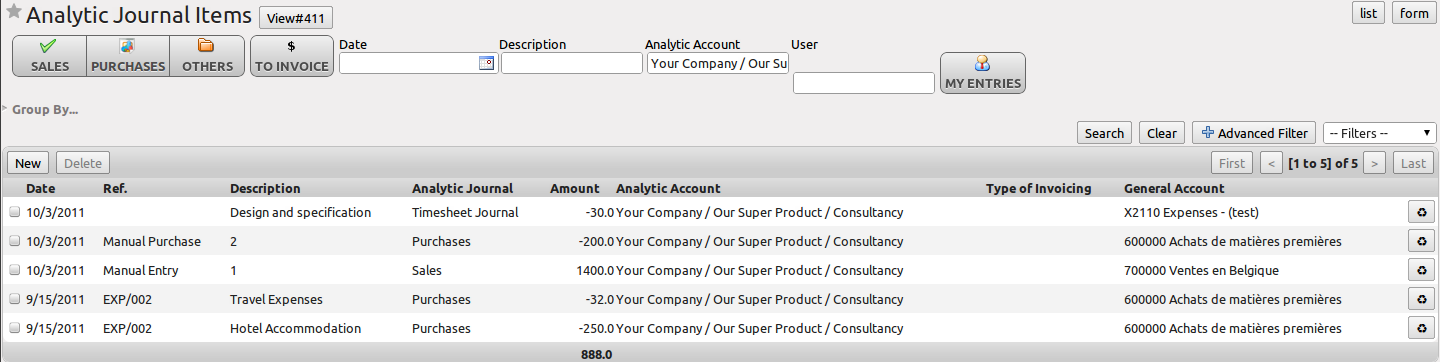 Analytic Journal Items View#411 list form
SALES PURCHASES OTHERS $ TO INVOICE Date Description Analytic Account User
Your Company / Our Su
MY ENTRIES
Group By...
Search Clear Advanced Filter -- Filters --
New Delete First < [1 to 5] of 5 > Last
Date Ref. Description Analytic Journal Amount Analytic Account Type of Invoicing General Account
10/3/2011 Design and specification Timesheet Journal -30.0 Your Company / Our Super Product / Consultancy X2110 Expenses - (test)
10/3/2011 Manual Purchase 2 Purchases -200.0 Your Company / Our Super Product / Consultancy 600000 Achats de matières premières
10/3/2011 Manual Entry 1 Sales 1400.0 Your Company / Our Super Product / Consultancy 700000 Ventes en Belgique
9/15/2011 EXP/002 Travel Expenses Purchases -32.0 Your Company / Our Super Product / Consultancy 600000 Achats de matières premières
9/15/2011 EXP/002 Hotel Accommodation Purchases -250.0 Your Company / Our Super Product / Consultancy 600000 Achats de matières premières
888.0